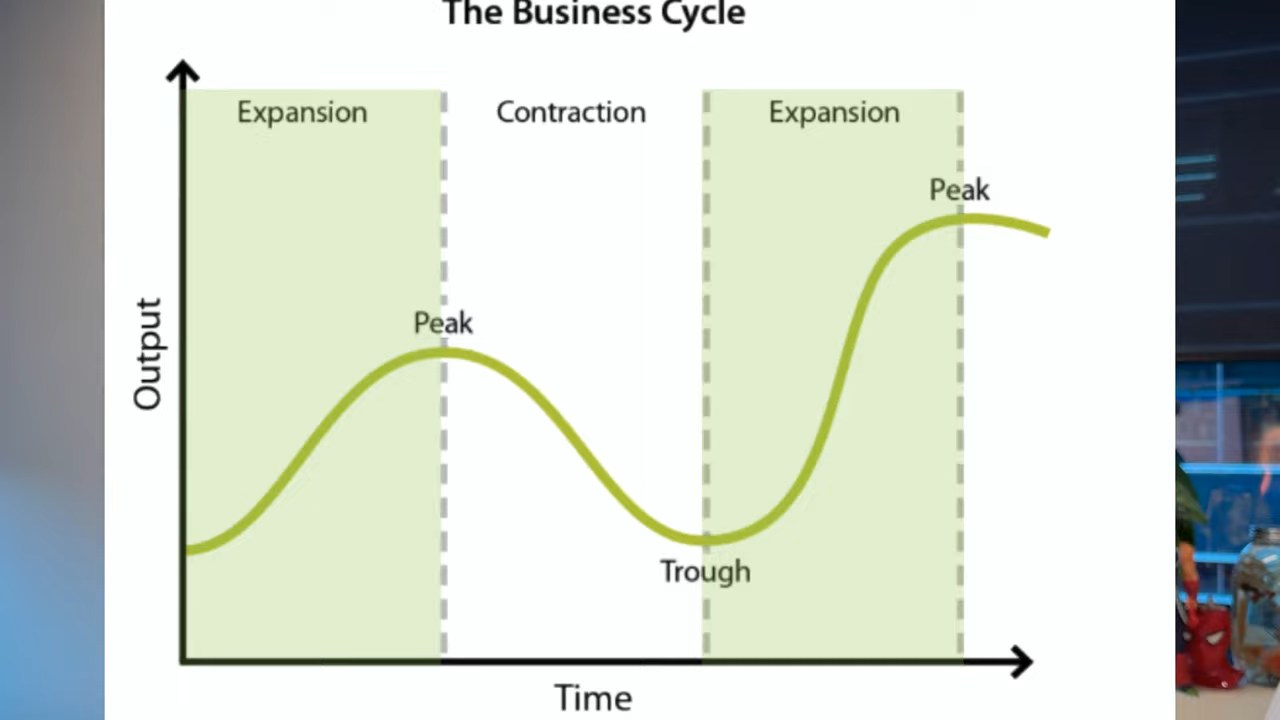 The Business Cycle
Expansion
Contraction
Expansion
Peak
Peak
Output
Trough
Time